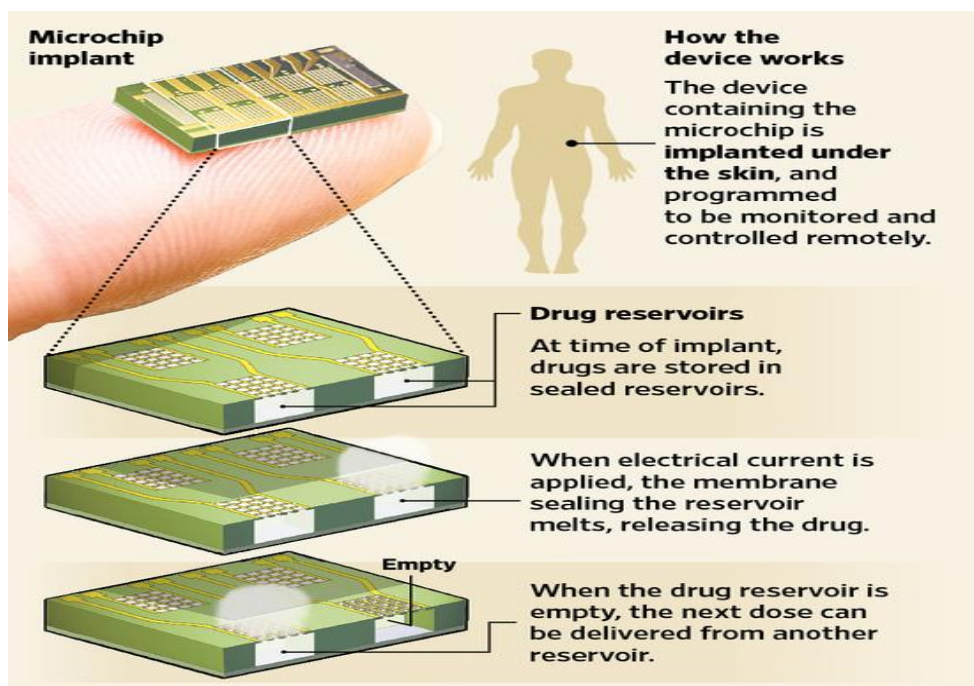 Microchip
implant
How the
device works
The device
containing the
microchip is
implanted under
the skin, and
programmed
to be monitored and
controlled remotely.
Drug reservoirs
At time of implant,
drugs are stored in
sealed reservoirs.
When electrical current is
applied, the membrane
sealing the reservoir
melts, releasing the drug.
Empty
When the drug reservoir is
empty, the next dose can
be delivered from another
reservoir.